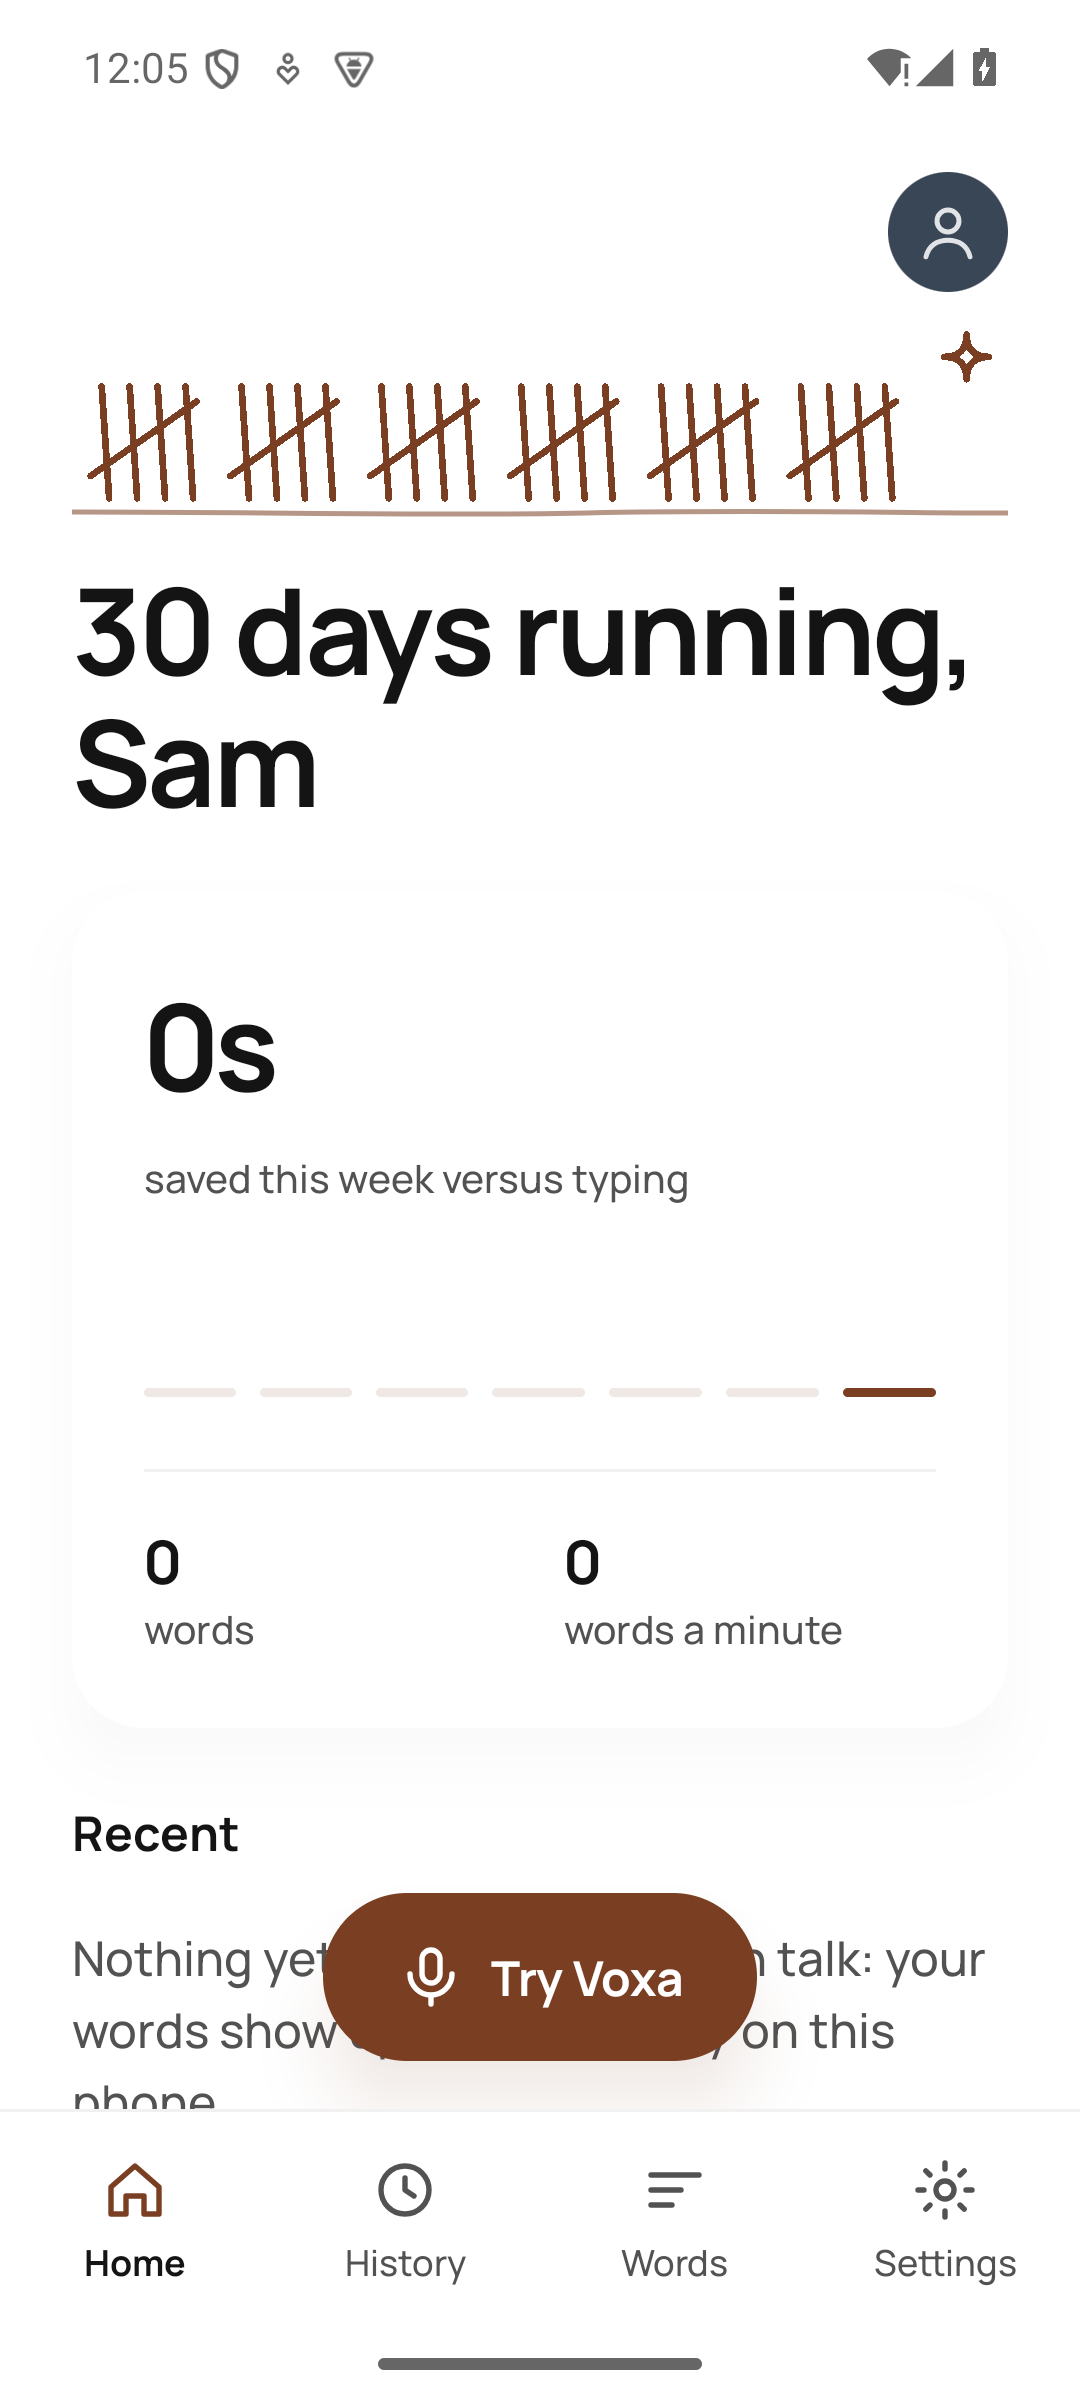 12:05
30 days running,
Sam
0s
saved this week versus typing
0
words
0
words a minute
Recent
Nothing yet talk: your
words show on this
phone
Try Voxa
Home
History
Words
Settings